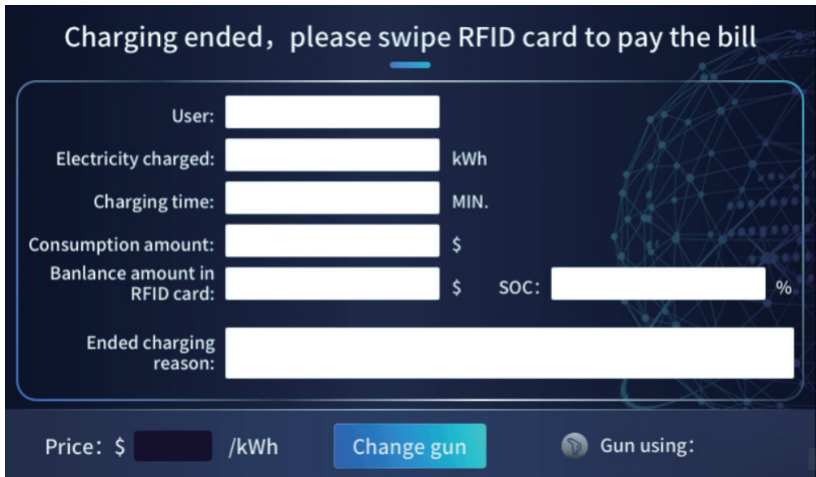 Charging ended, please swipe RFID card to pay the bill
User:
Electricity charged: kWh
Charging time: MIN.
Consumption amount: $
Banlance amount in
RFID card: $ SOC: %
Ended charging
reason:
Price: $ /kWh Change gun Gun using: